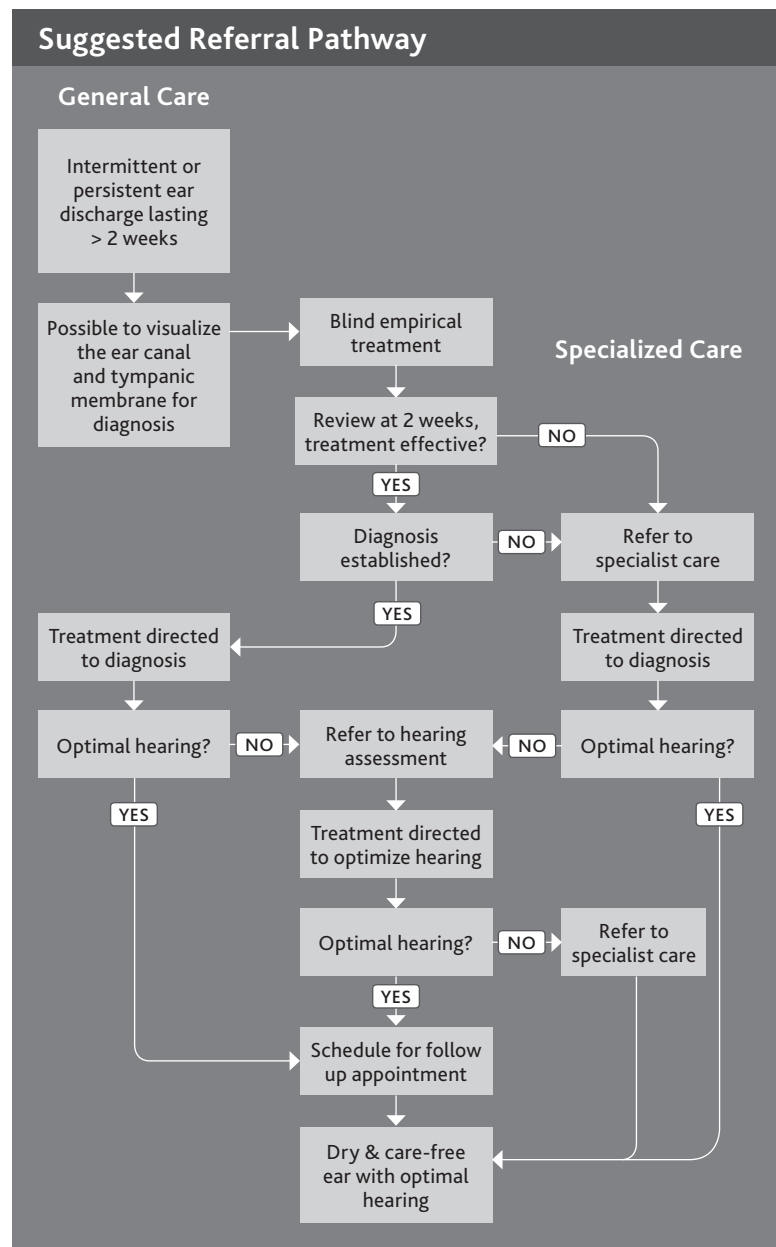 Suggested Referral Pathway
General Care
Intermittent or
persistent ear
discharge lasting
> 2 weeks
Possible to visualize
the ear canal
and tympanic
membrane for
diagnosis
Blind empirical
treatment
Specialized Care
Review at 2 weeks,
treatment effective?
NO
YES
Diagnosis
established?
NO
Refer to
specialist care
YES
Treatment directed
to diagnosis
Treatment directed
to diagnosis
Optimal hearing?
NO
Refer to hearing
assessment
NO
Optimal hearing?
YES
YES
Treatment directed
to optimize hearing
Optimal hearing?
NO
Refer to
specialist care
YES
Schedule for follow
up appointment
Dry & care-free
ear with optimal
hearing